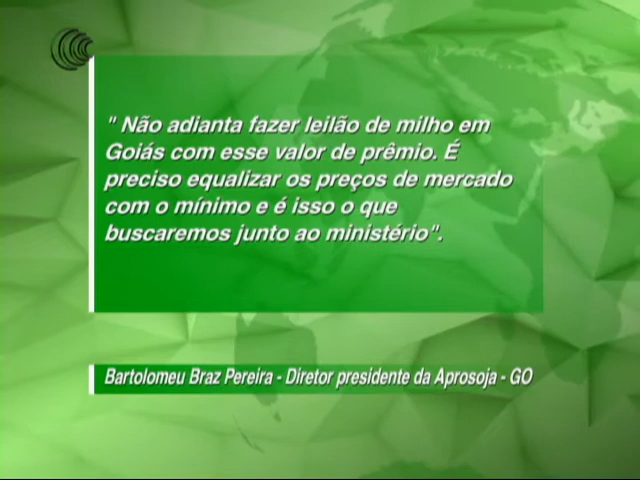 " Não adianta fazer leilão de milho em
Goiás com esse valor de prêmio. É
preciso equalizar os preços de mercado
com o mínimo e é isso o que
buscaremos junto ao ministério".
Bartolomeu Braz Pereira - Diretor presidente da Aprosoja - GO